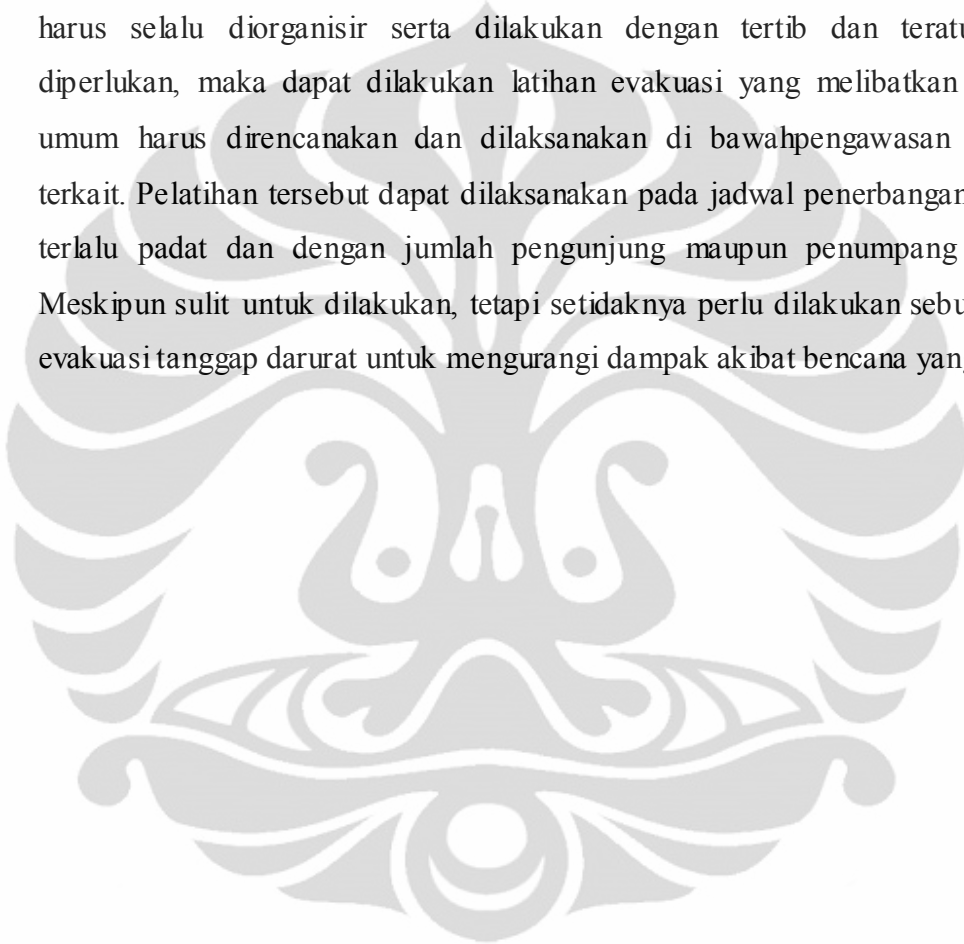 harus selalu diorganisir serta dilakukan dengan tertib dan teratu
diperlukan, maka dapat dilakukan latihan evakuasi yang melibatkan
umum harus direncanakan dan dilaksanakan di bawahpengawasan
terkait. Pelatihan tersebut dapat dilaksanakan pada jadwal penerbangan
terlalu padat dan dengan jumlah pengunjung maupun penumpang
Meskipun sulit untuk dilakukan, tetapi setidaknya perlu dilakukan sebu
evakuasi tanggap darurat untuk mengurangi dampak akibat bencana yang